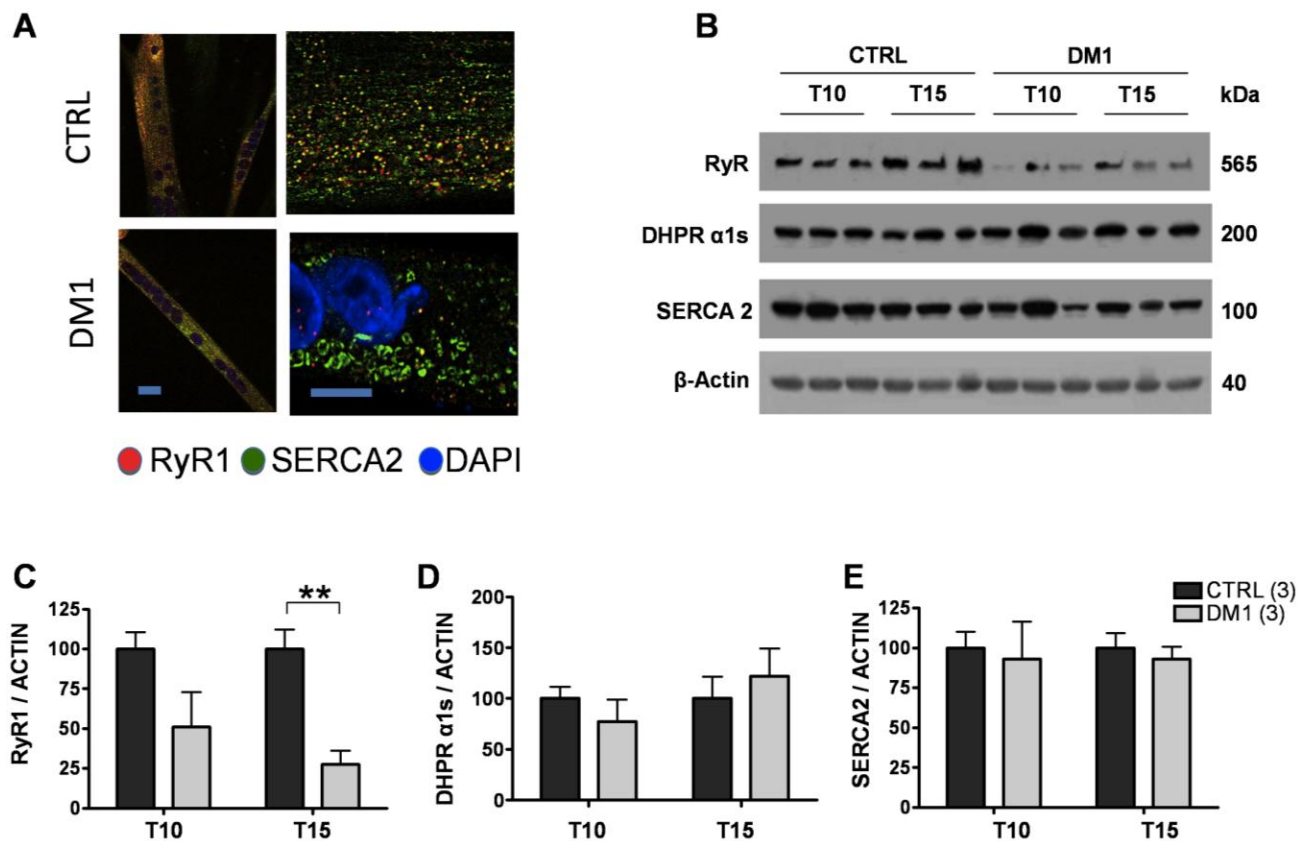 A
CTRL
DM1
RyR1 SERCA2 DAPI
B
CTRL DM1
T10 T15 T10 T15 kDa
RyR 565
DHPR α1s 200
SERCA 2 100
β-Actin 40
C
RyR1 / ACTIN
125
100
75
50
25
0
**
T10 T15
D
DHPR α1s / ACTIN
200
150
100
50
0
T10 T15
E
SERCA2 / ACTIN
125
100
75
50
25
0
T10 T15
CTRL (3)
DM1 (3)